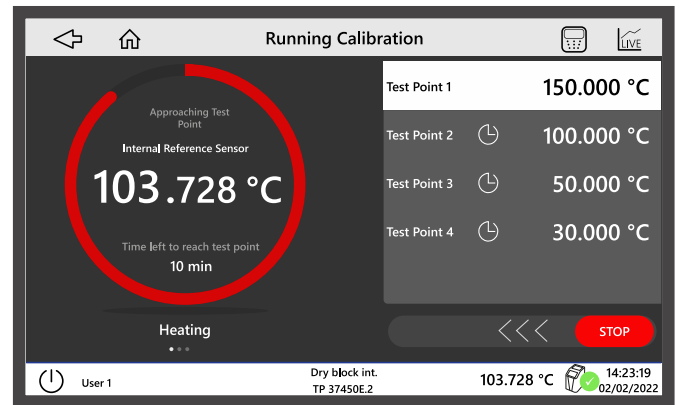 Running Calibration
LIVE
Approaching Test
Point
Internal Reference Sensor
103.728 °C
Time left to reach test point
10 min
Heating
Test Point 1 150.000 °C
Test Point 2 100.000 °C
Test Point 3 50.000 °C
Test Point 4 30.000 °C
<<< STOP
User 1
Dry block int.
TP 37450E.2
103.728 °C
14:23:19
02/02/2022